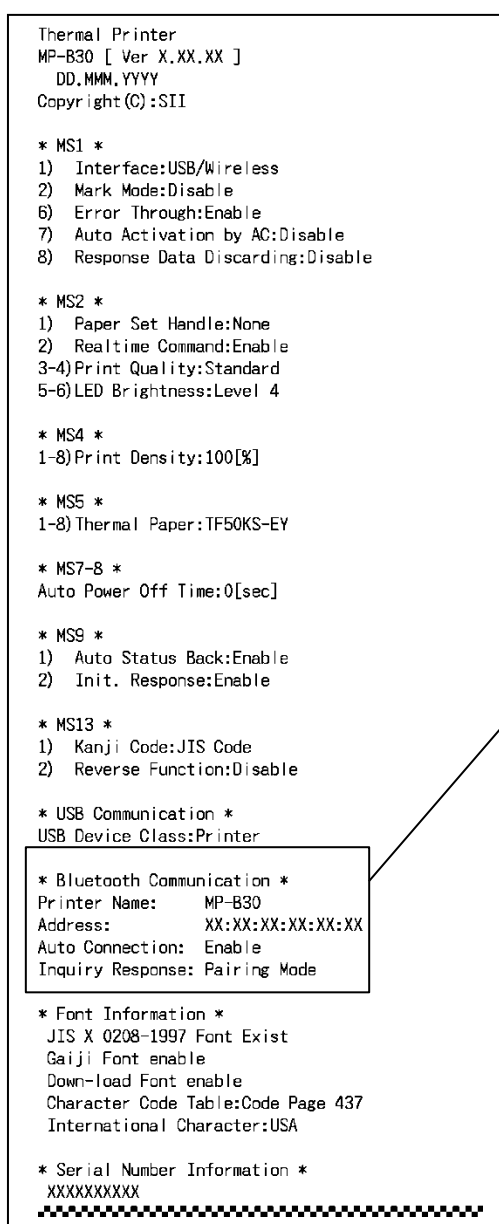 Thermal Printer
MP-B30 [ Ver X.XX.XX ]
DD.MMM.YYYY
Copyright(C):SII
* MS1 *
1) Interface:USB/Wireless
2) Mark Mode:Disable
6) Error Through:Enable
7) Auto Activation by AC:Disable
8) Response Data Discarding:Disable
* MS2 *
1) Paper Set Handle:None
2) Realtime Command:Enable
3-4)Print Quality:Standard
5-6)LED Brightness:Level 4
* MS4 *
1-8)Print Density:100[%]
* MS5 *
1-8)Thermal Paper:TF50KS-EY
* MS7-8 *
Auto Power Off Time:0[sec]
* MS9 *
1) Auto Status Back:Enable
2) Init. Response:Enable
* MS13 *
1) Kanji Code:JIS Code
2) Reverse Function:Disable
* USB Communication *
USB Device Class:Printer
* Bluetooth Communication *
Printer Name: MP-B30
Address: XX:XX:XX:XX:XX:XX
Auto Connection: Enable
Inquiry Response: Pairing Mode
* Font Information *
JIS X 0208-1997 Font Exist
Gaiji Font enable
Down-load Font enable
Character Code Table:Code Page 437
International Character:USA
* Serial Number Information *
XXXXXXXXXX